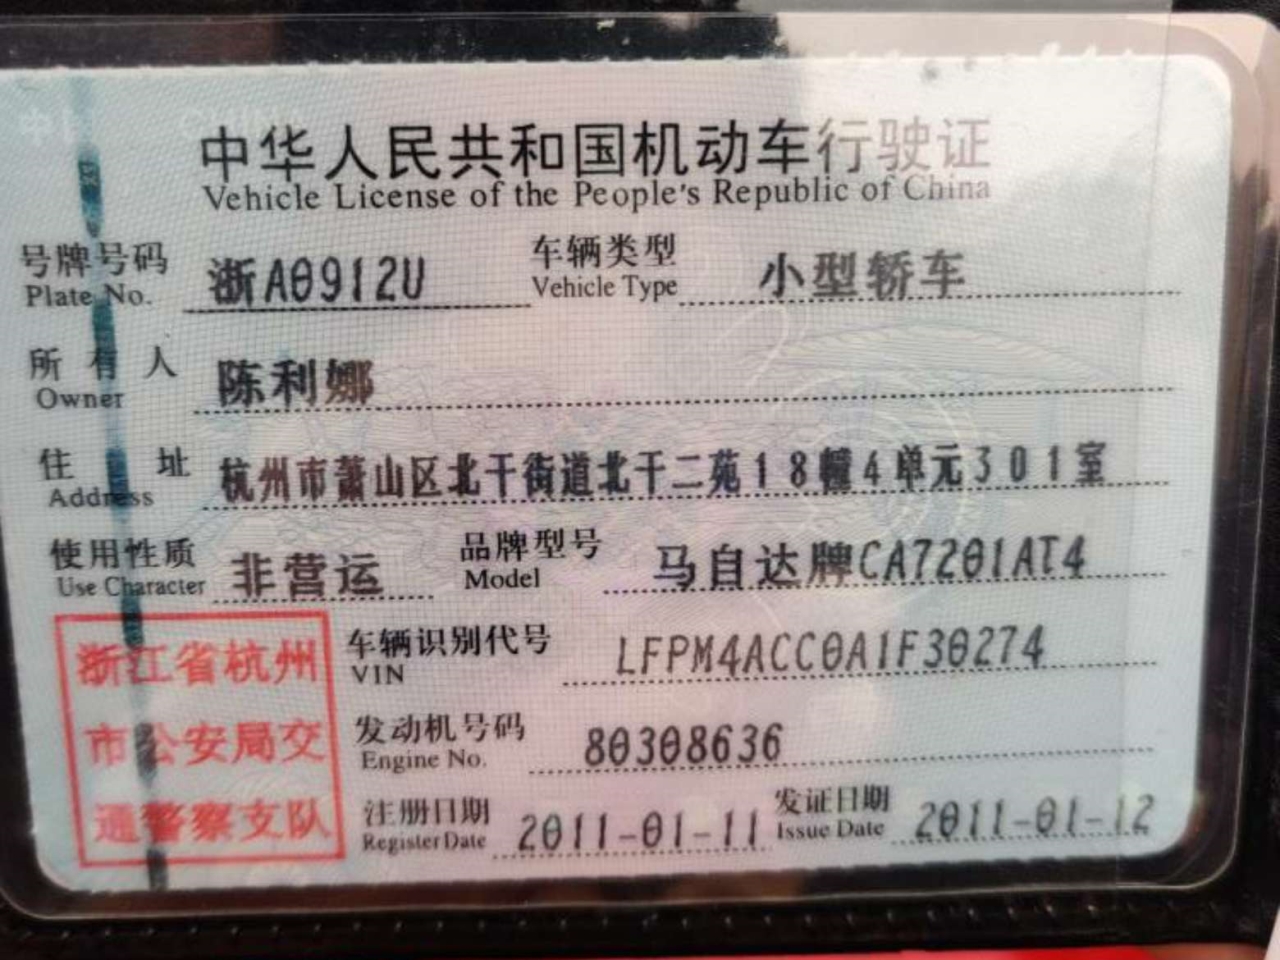 中华人民共和国机动车行驶证
Vehicle License of the People's Republic of China
号牌号码 浙A0912U 车辆类型 小型轿车
Plate No. Vehicle Type
所有人 陈利娜
Owner
住址 杭州市萧山区北干街道北干二苑18幢4单元301室
Address
使用性质 非营运 品牌型号 马自达牌CA7201AT4
Use Character Model
浙江省杭州 车辆识别代号 LFPM4ACC0A1F30274
VIN
市公安局交 发动机号码 80308636
Engine No.
通警察支队 注册日期 2011-01-11 发证日期 2011-01-12
Register Date Issue Date